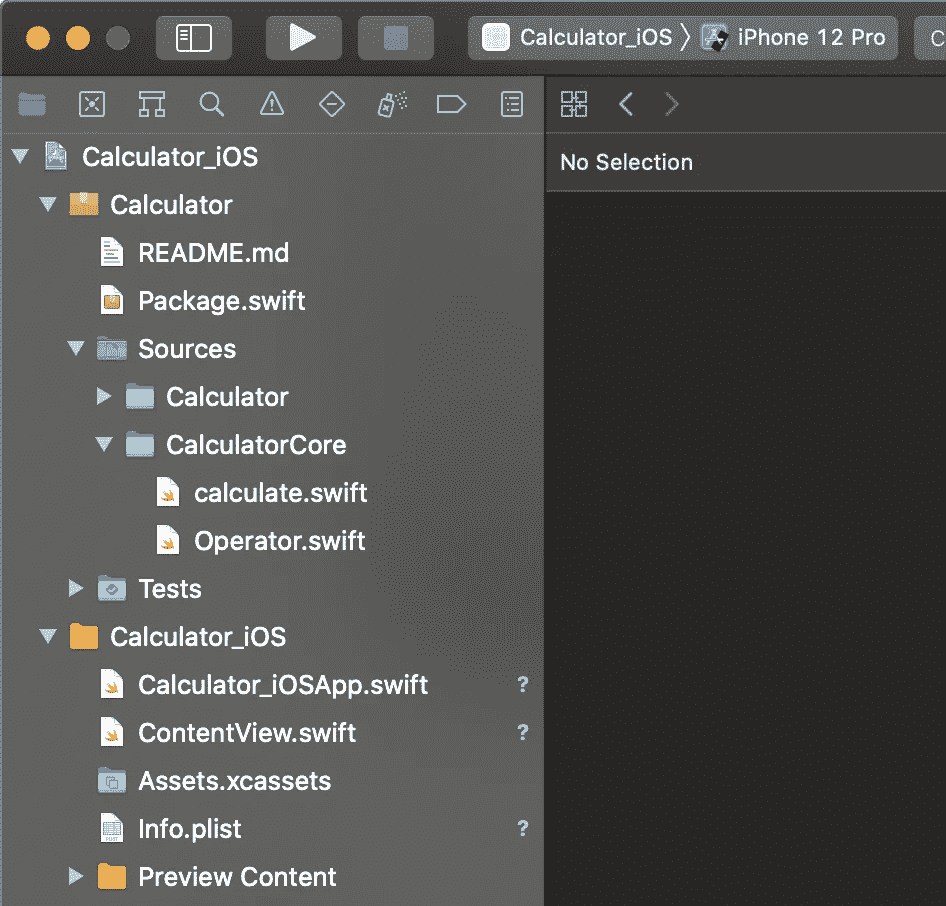 Calculator_iOS iPhone 12 Pro C
No Selection
Calculator_iOS
Calculator
README.md
Package.swift
Sources
Calculator
CalculatorCore
calculate.swift
Operator.swift
Tests
Calculator_iOS
Calculator_iOSApp.swift ?
ContentView.swift ?
Assets.xcassets
Info.plist ?
Preview Content